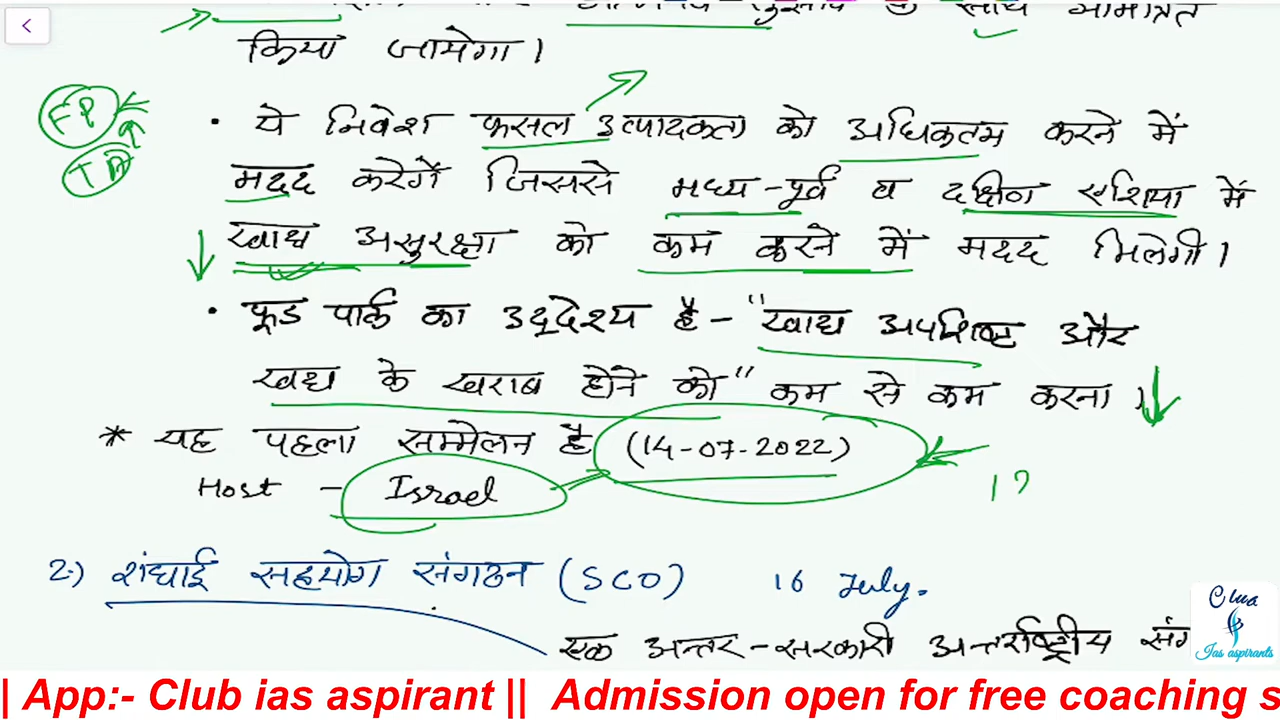 के साथ आमंत्रित
किया जायेगा।
FP
TA
• ये निवेश फसल उत्पादकता को अधिकतम करने में
मदद करेगें जिससे मध्य-पूर्व व दक्षिण एशिया में
खाद्य असुरक्षा को कम करने में मदद मिलेगी।
• फूड पार्क का उद्देश्य है - "खाद्य अपशिष्ट और
खाद्य के खराब होने को" कम से कम करना।
* यह पहला सम्मेलन है (14-07-2022)
Host - Israel
12
2.) शंघाई सहयोग संगठन (SCO) 16 July.
एक अन्तर-सरकारी अन्तर्राष्ट्रीय संग
Club
Ias aspirants
| App:- Club ias aspirant || Admission open for free coaching s